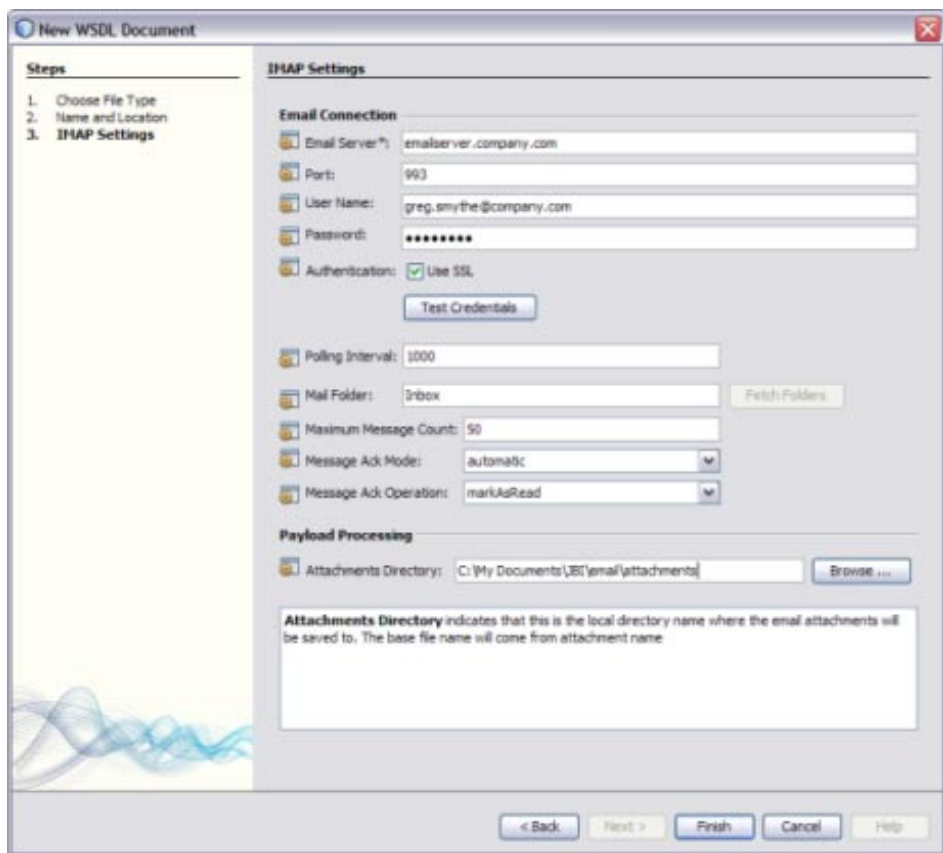 New WSDL Document
Steps
1. Choose File Type
2. Name and Location
3. IMAP Settings
IMAP Settings
Email Connection
Email Server*: emailserver.company.com
Port: 993
User Name: greg.smythe@company.com
Password: ••••••••
Authentication: Use SSL
Test Credentials
Polling Interval: 1000
Mail Folder: Inbox Fetch Folders
Maximum Message Count: 50
Message Ack Mode: automatic
Message Ack Operation: markAsRead
Payload Processing
Attachments Directory: C:\My Documents\JBI\email\attachments Browse ...
Attachments Directory indicates that this is the local directory name where the email attachments will
be saved to. The base file name will come from attachment name
< Back Next > Finish Cancel Help